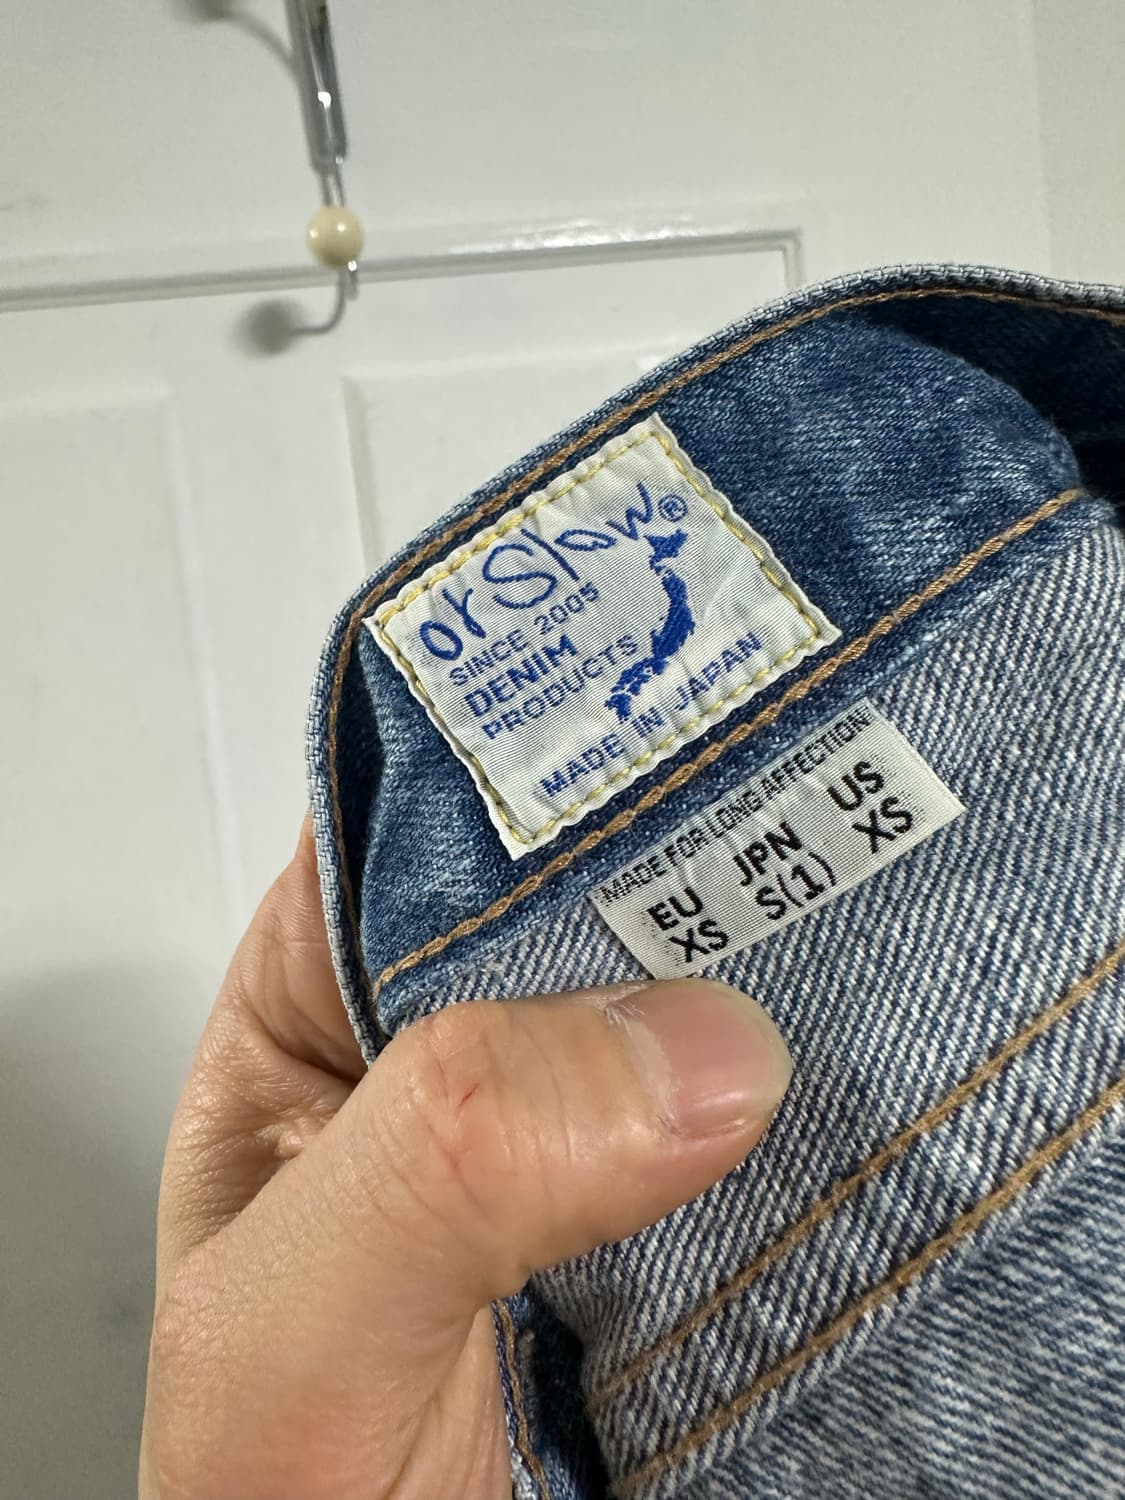 orSlow®
SINCE 2005
DENIM
PRODUCTS
MADE IN JAPAN
MADE FOR LONG AFFECTION
EU JPN US
XS S(1) XS